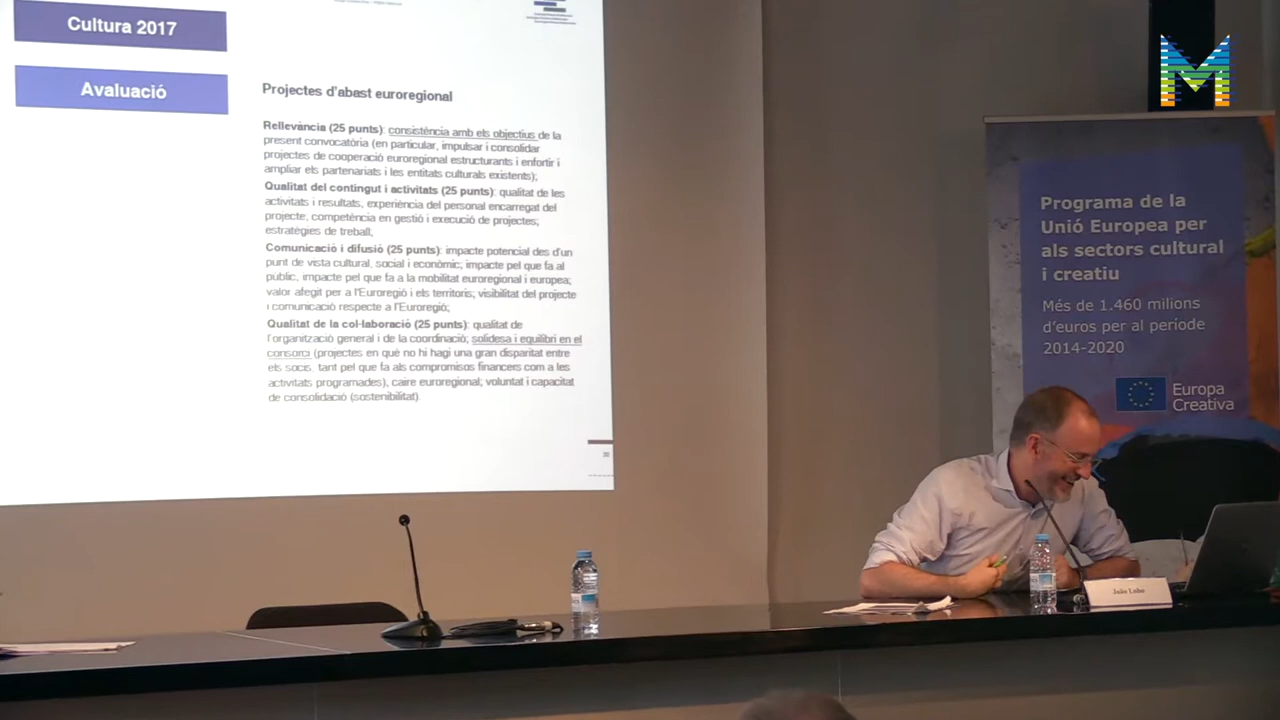 Cultura 2017
Avaluació
Projectes d'abast euroregional
Rellevància (25 punts): consistència amb els objectius de la
present convocatòria (en particular, impulsar i consolidar
projectes de cooperació euroregional estructurants i enfortir i
ampliar els partenariats i les entitats culturals existents);
Qualitat del contingut i activitats (25 punts): qualitat de les
activitats i resultats, experiència del personal encarregat del
projecte, competència en gestió i execució de projectes;
estratègies de treball;
Comunicació i difusió (25 punts): impacte potencial des d'un
punt de vista cultural, social i econòmic; impacte pel que fa al
públic, impacte pel que fa a la mobilitat euroregional i europea;
valor afegit per a l'Euroregió i els territoris; visibilitat del projecte
i comunicació respecte a l'Euroregió;
Qualitat de la col·laboració (25 punts): qualitat de
l'organització general i de la coordinació; solidesa i equilibri en el
consorci (projectes en què no hi hagi una gran disparitat entre
els socis, tant pel que fa als compromisos financers com a les
activitats programades), caire euroregional; voluntat i capacitat
de consolidació (sostenibilitat).
M
Programa de la
Unió Europea per
als sectors cultural
i creatiu
Més de 1.460 milions
d'euros per al període
2014-2020
Europa
Creativa
João Lobo